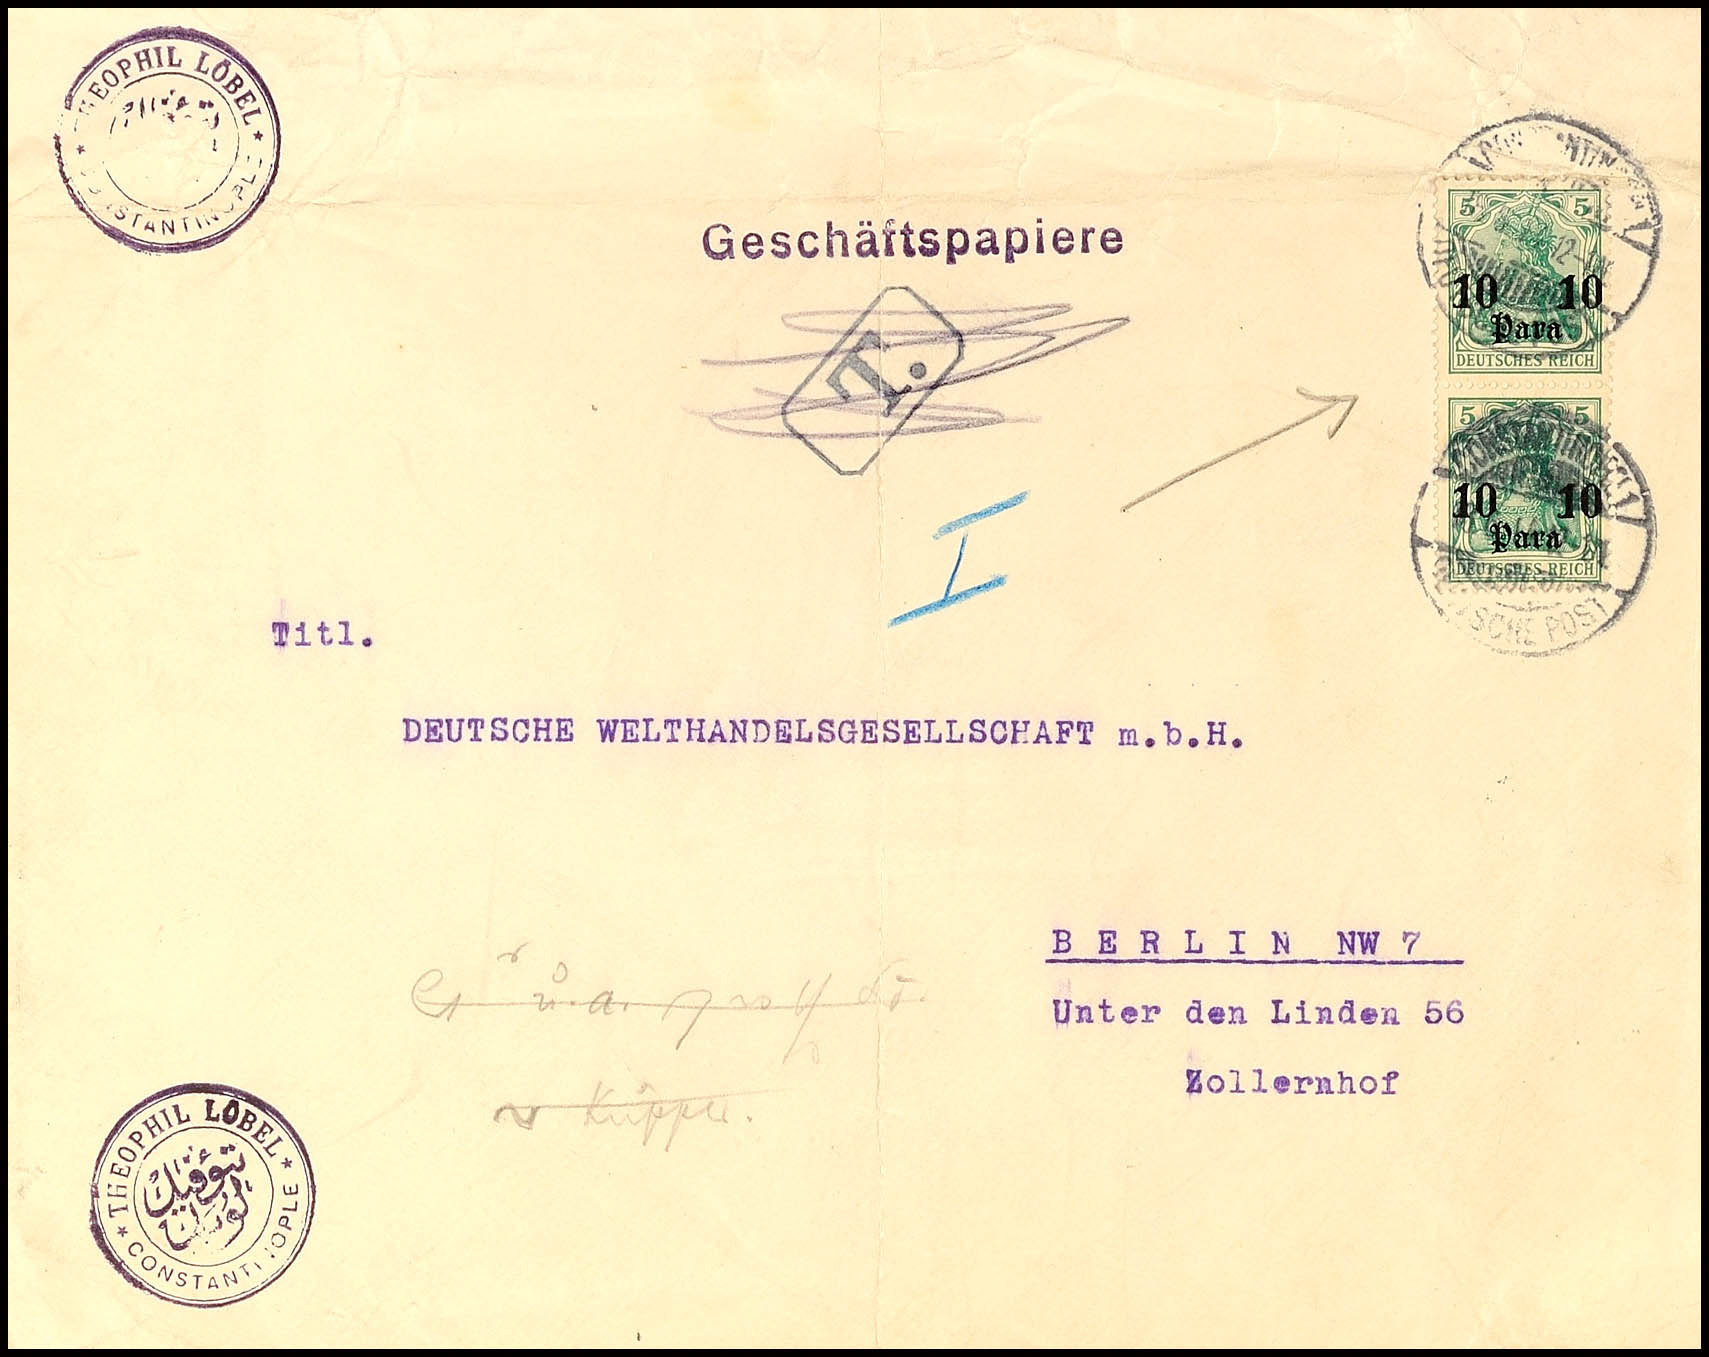 THEOPHIL LÖBEL
CONSTANTINOPLE
Geschäftspapiere
T.
I
5 5
10 10
Para
DEUTSCHES REICH
5 5
10 10
Para
DEUTSCHES REICH
Titl.
DEUTSCHE WELTHANDELSGESELLSCHAFT m.b.H.
BERLIN NW 7
Unter den Linden 56
Zollernhof
Küpper.
* THEOPHIL LÖBEL *
CONSTANTINOPLE